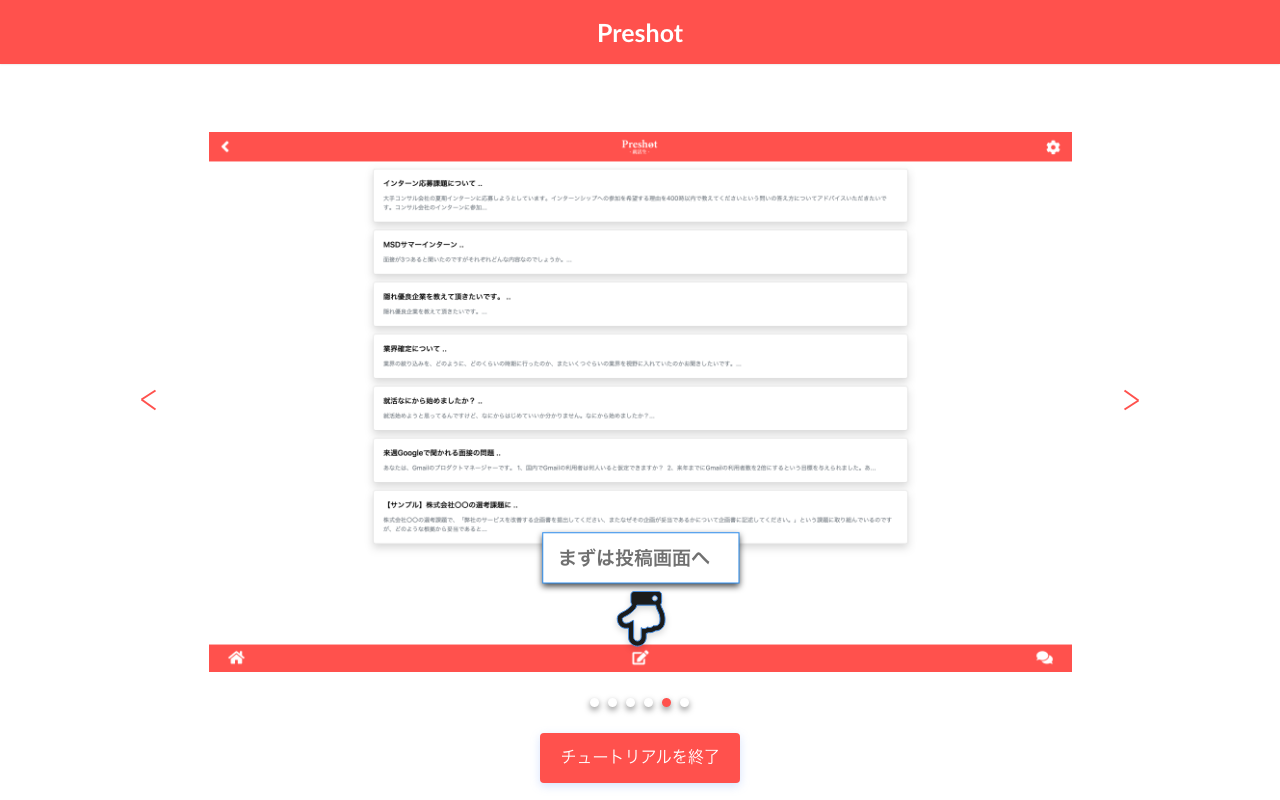 Preshot
Preshot
インターン応募課題について ..
大手コンサル会社の夏期インターンに応募しようとしています。インターンシップへの参加を希望する理由を400時以内で教えてくださいという問いの答え方についてアドバイスいただきたいで
す。コンサル会社のインターンに参加...
MSDサマーインターン ..
面接が3つあると聞いたのですがそれぞれどんな内容なのでしょうか。...
隠れ優良企業を教えて頂きたいです。 ..
隠れ優良企業を教えて頂きたいです。...
業界確定について ..
業界の絞り込みを、どのように、どのくらいの時期に行ったのか、またいくつぐらいの業界を視野に入れていたのかお聞きしたいです。...
就活なにから始めましたか？ ..
就活始めようと思ってるんですけど、なにからはじめていいか分かりません。なにから始めましたか？...
来週Googleで聞かれる面接の問題 ..
あなたは、Gmailのプロダクトマネージャーです。 1、国内でGmailの利用者は何人いると仮定できますか？ 2、来年までにGmailの利用者数を2倍にするという目標を与えられました。あ...
【サンプル】株式会社〇〇の選考課題に ..
株式会社〇〇の選考課題で、「弊社のサービスを改善する企画書を提出してください。またなぜその企画が妥当であるかについて企画書に記述してください。」という課題に取り組んでいるのです
が、どのような根拠から妥当であると...
まずは投稿画面へ
チュートリアルを終了